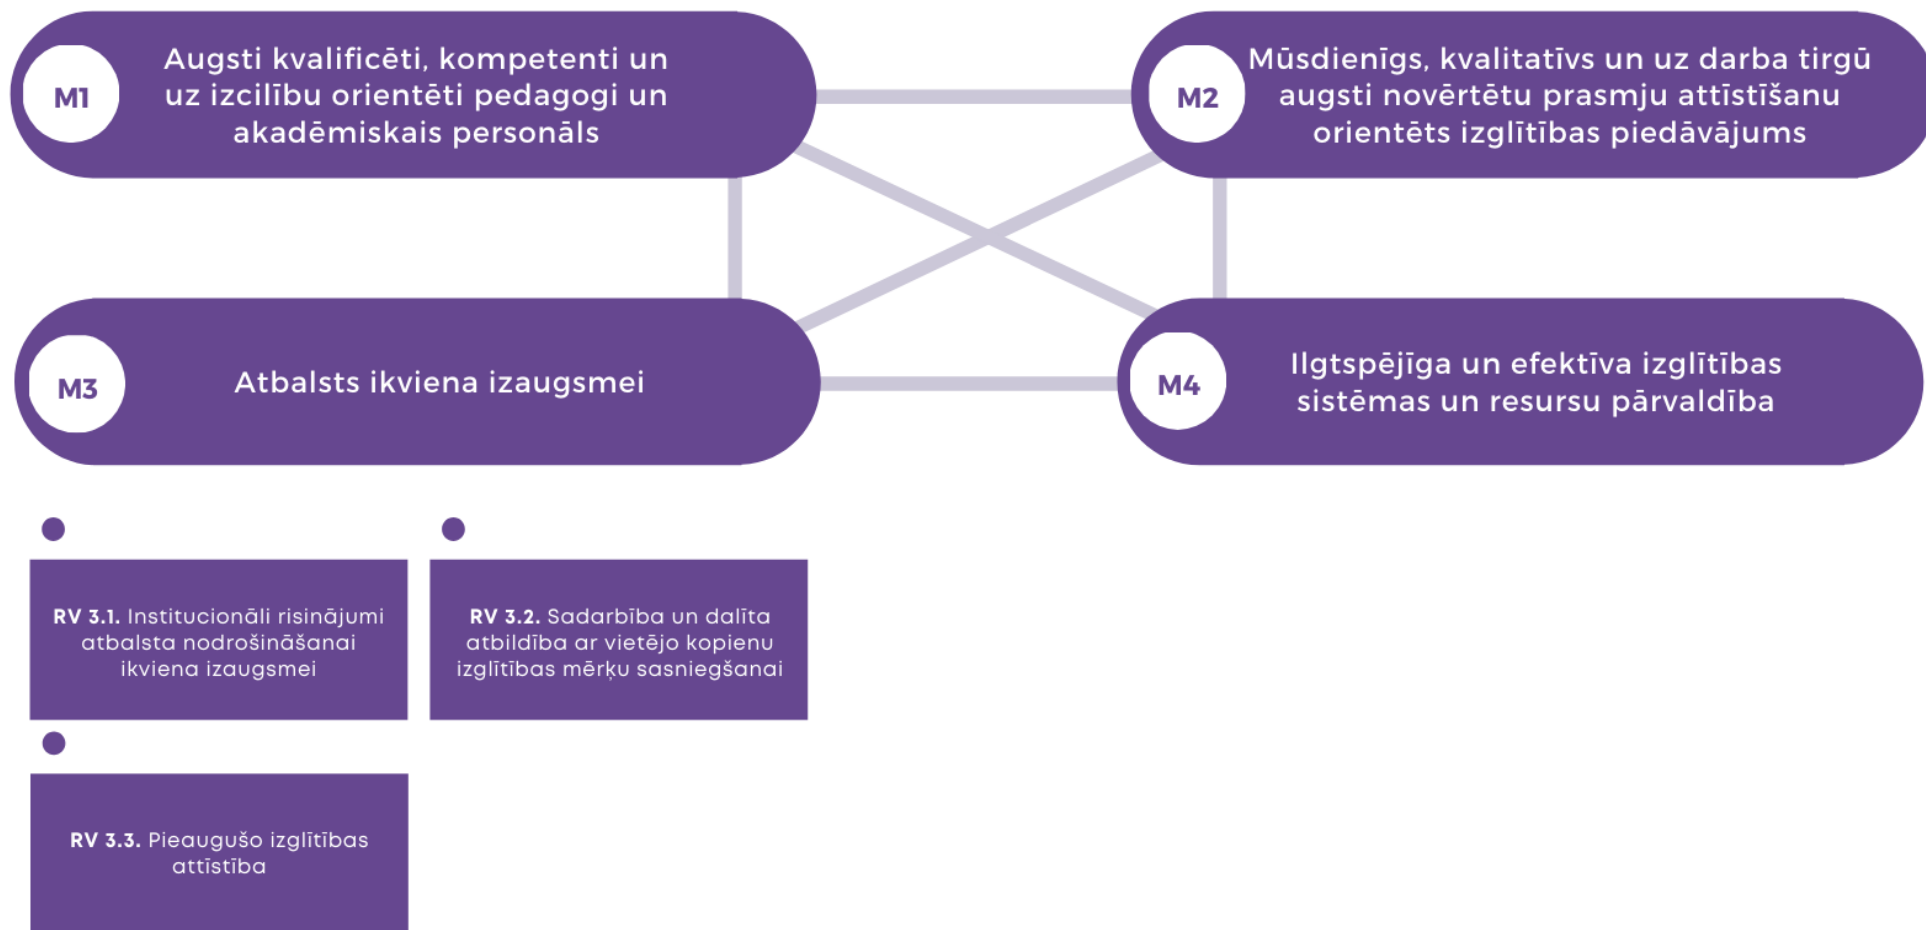 M1
Augsti kvalificēti, kompetenti un
uz izcilību orientēti pedagogi un
akadēmiskais personāls
M2
Mūsdienīgs, kvalitatīvs un uz darba tirgū
augsti novērtētu prasmju attīstīšanu
orientēts izglītības piedāvājums
M3
Atbalsts ikviena izaugsmei
M4
Ilgtspējīga un efektīva izglītības
sistēmas un resursu pārvaldība
RV 3.1. Institucionāli risinājumi
atbalsta nodrošināšanai
ikviena izaugsmei
RV 3.2. Sadarbība un dalīta
atbildība ar vietējo kopienu
izglītības mērķu sasniegšanai
RV 3.3. Pieaugušo izglītības
attīstība